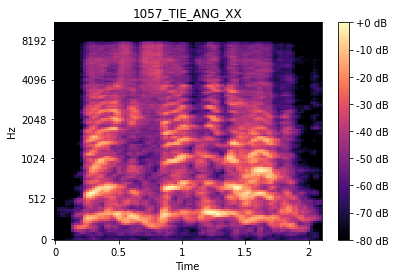 1057_TIE_ANG_XX
+0 dB
8192
-10 dB
4096
-20 dB
-30 dB
2048
Hz
-40 dB
1024
-50 dB
512
-60 dB
-70 dB
0
-80 dB
0
0.5
1
1.5
2
Time